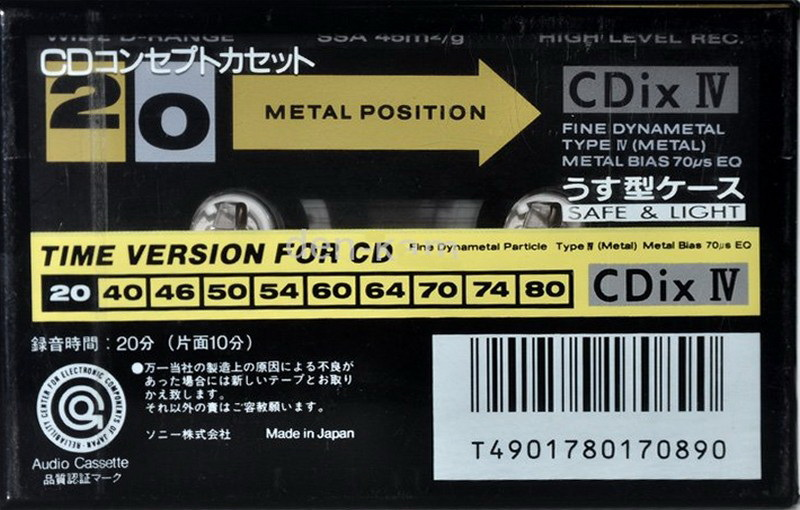 WIDE D-RANGE SSA 45m²/g HIGH LEVEL REC.
CDコンセプトカセット
20
METAL POSITION
CDix IV
FINE DYNAMETAL
TYPE IV (METAL)
METAL BIAS 70μs EQ
うす型ケース
SAFE & LIGHT
TIME VERSION FOR CD
Fine Dynametal Particle Type IV (Metal) Metal Bias 70μs EQ
20 40 46 50 54 60 64 70 74 80
CDix IV
録音時間：20分（片面10分）
●万一当社の製造上の原因による不良が
あった場合には新しいテープとお取り
かえ致します。
それ以外の責はご容赦願います。
ソニー株式会社 Made in Japan
RELIABILITY CENTER FOR ELECTRONIC COMPONENTS OF JAPAN
Audio Cassette
品質認証マーク
T4901780170890